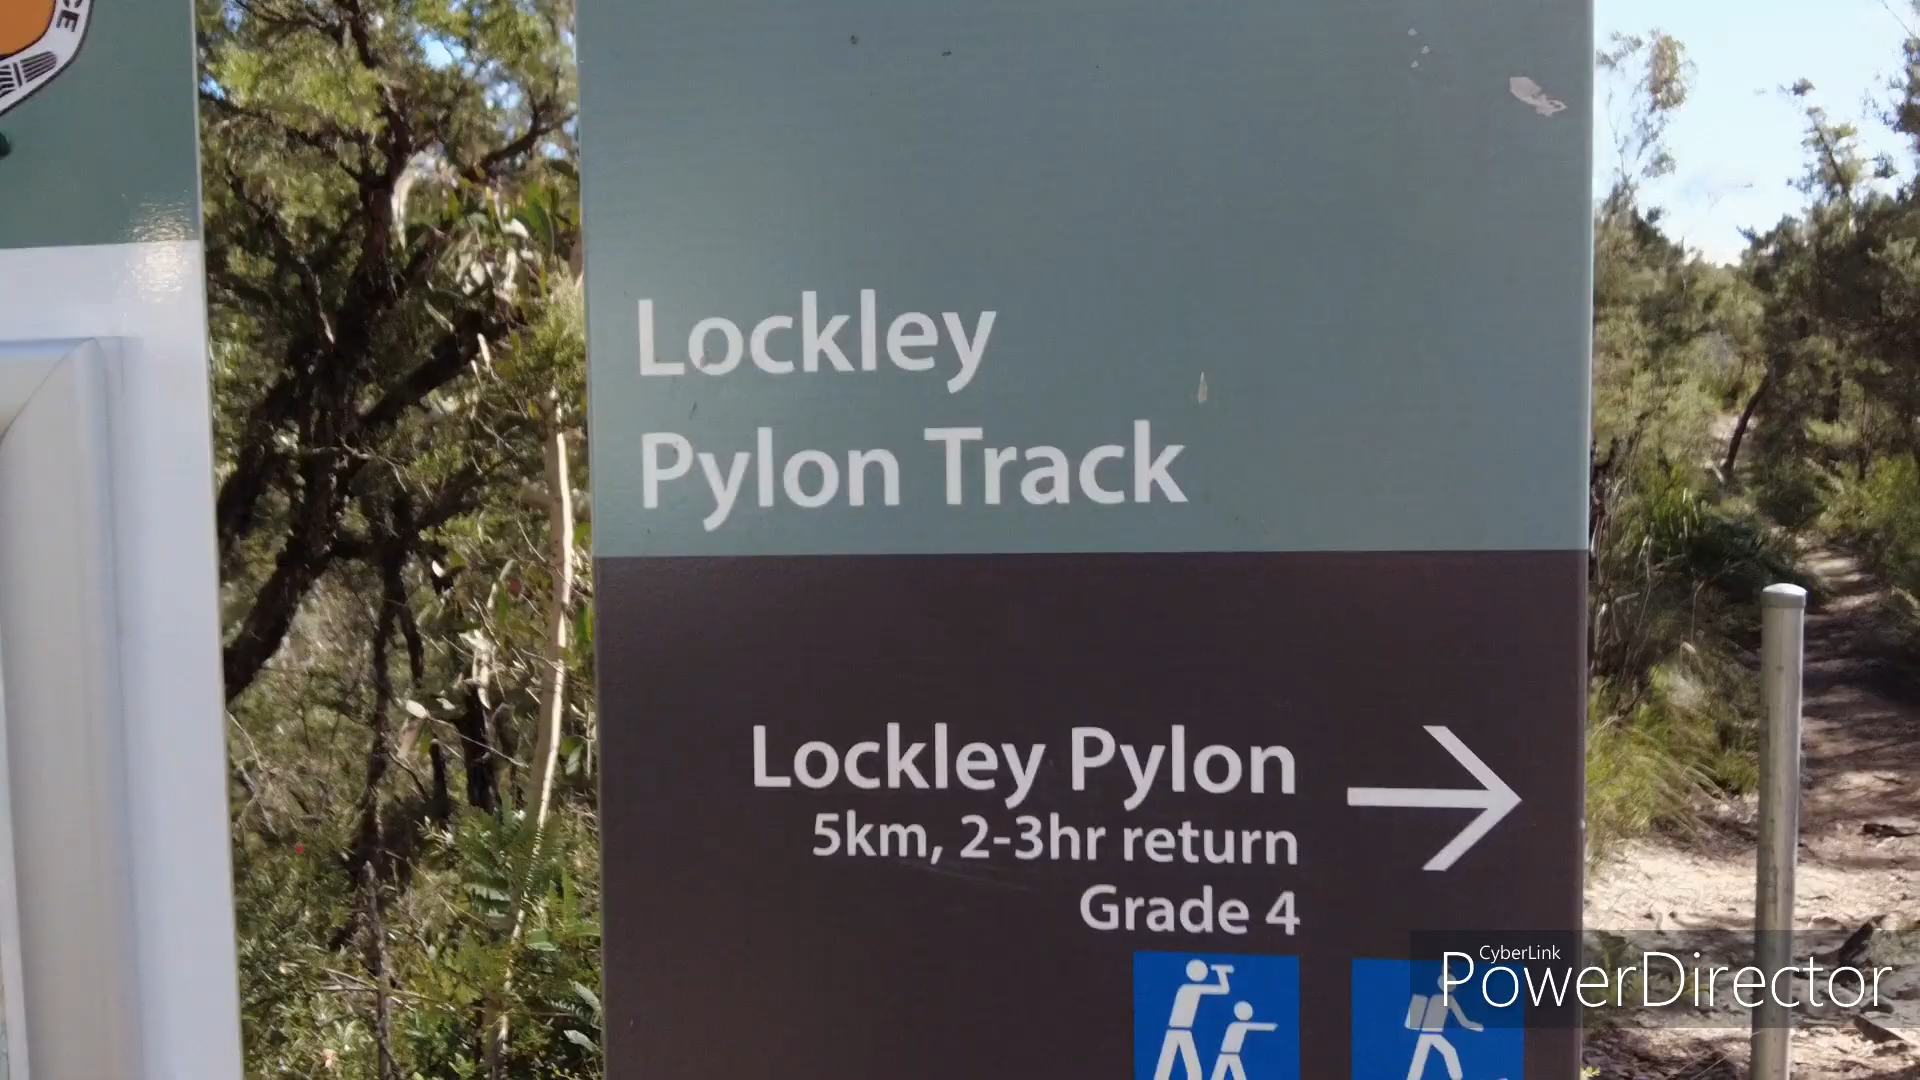 Lockley
Pylon Track
Lockley Pylon
5km, 2-3hr return
Grade 4
CyberLink
PowerDirector